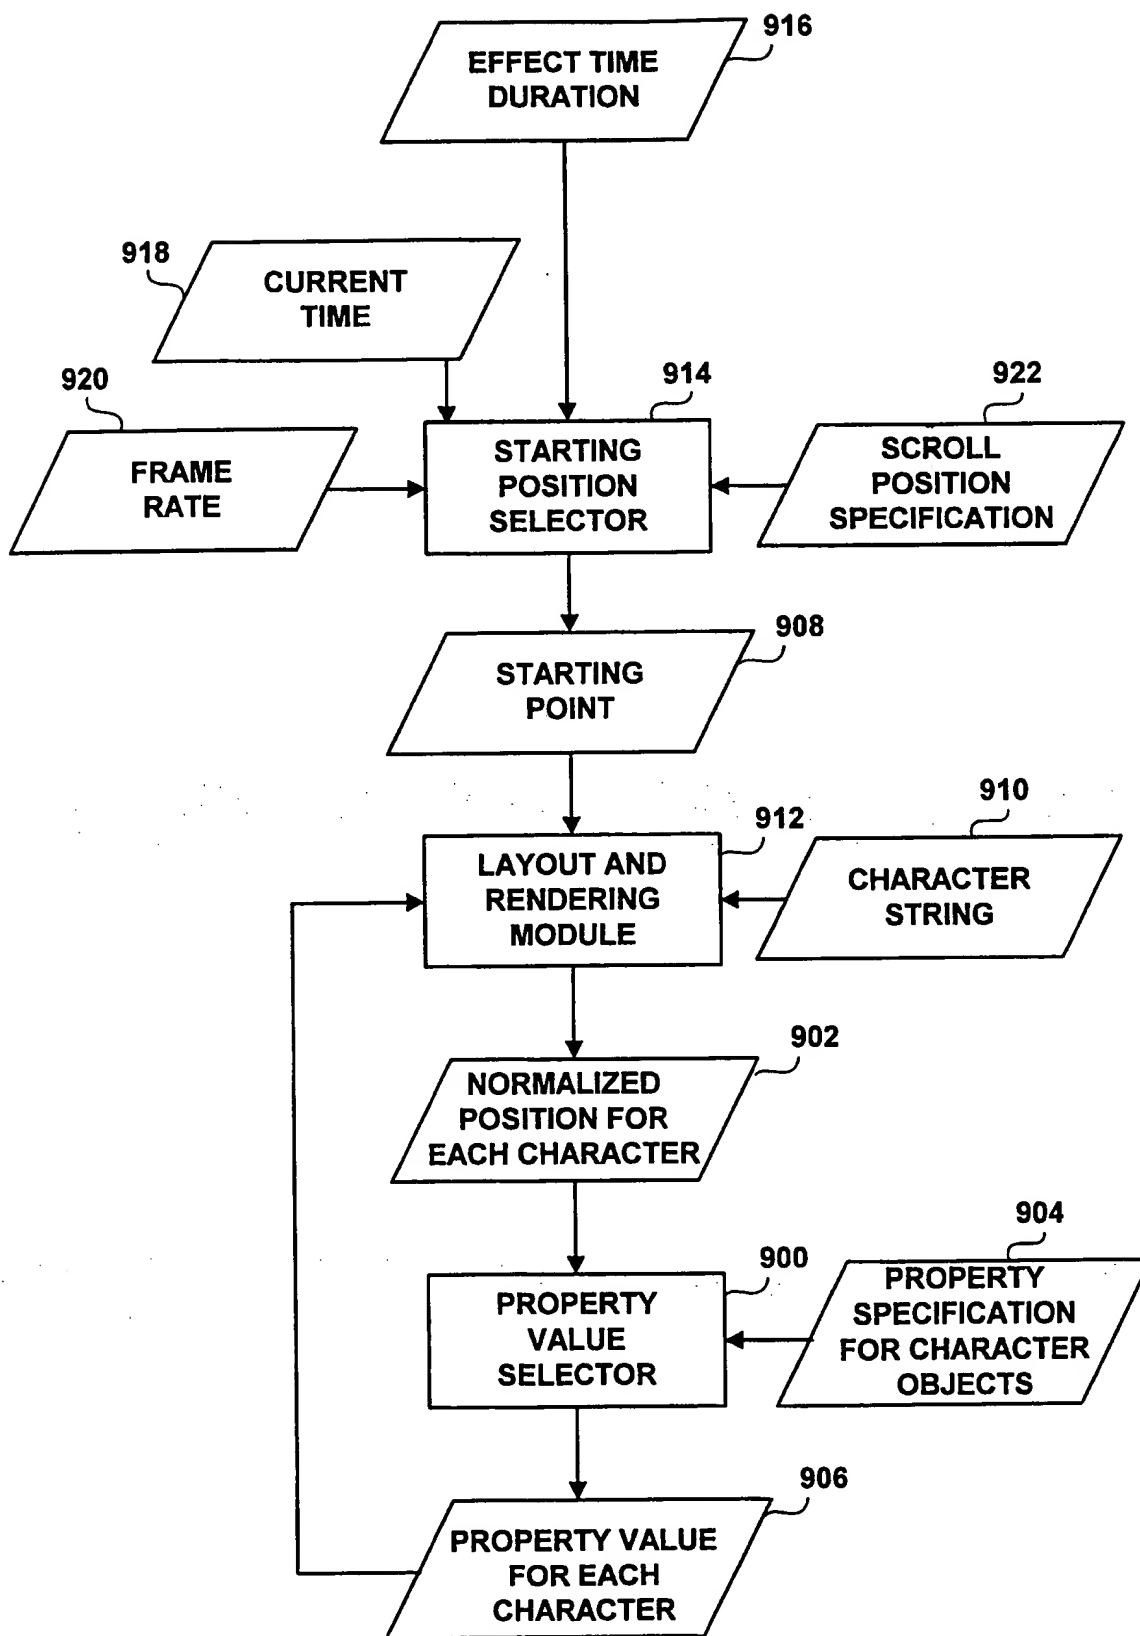 916
EFFECT TIME
DURATION
918
CURRENT
TIME
920
FRAME
RATE
914
STARTING
POSITION
SELECTOR
922
SCROLL
POSITION
SPECIFICATION
908
STARTING
POINT
912
LAYOUT AND
RENDERING
MODULE
910
CHARACTER
STRING
902
NORMALIZED
POSITION FOR
EACH CHARACTER
900
PROPERTY
VALUE
SELECTOR
904
PROPERTY
SPECIFICATION
FOR CHARACTER
OBJECTS
906
PROPERTY VALUE
FOR EACH
CHARACTER